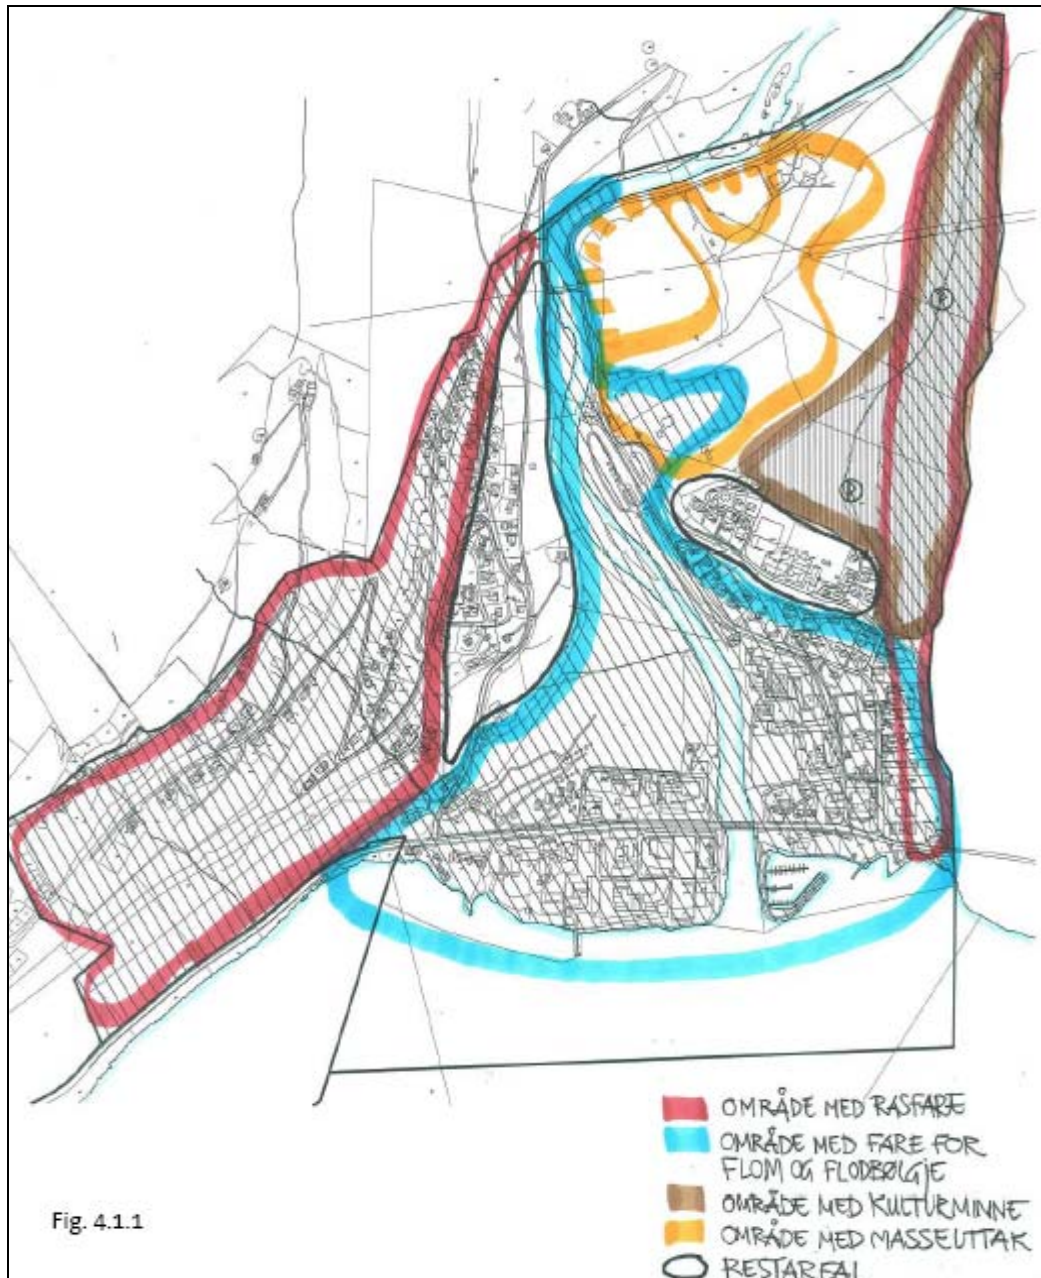 OMRÅDE MED RASFARE
OMRÅDE MED FARE FOR
FLOM OG FLODBØLGJE
OMRÅDE MED KULTURMINNE
OMRÅDE MED MASSEUTTAK
RESTAREAL
Fig. 4.1.1